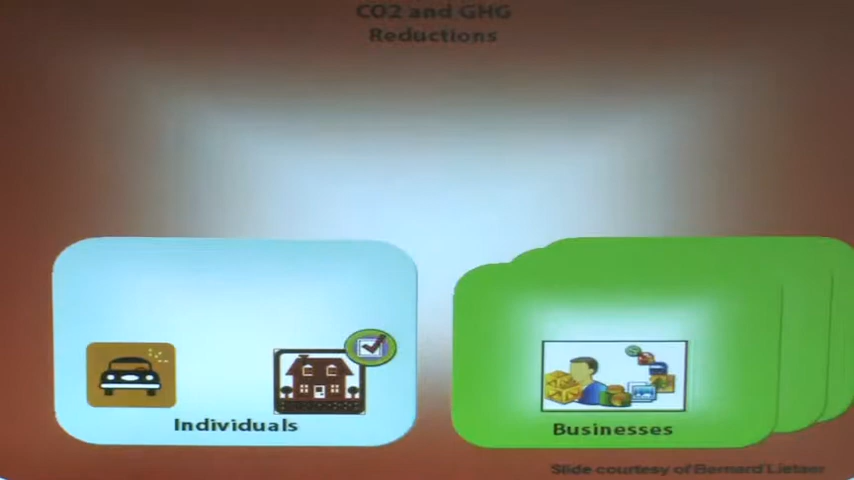 CO2 and GHG
Reductions
Individuals
Businesses
Slide courtesy of Bernard Lietaer